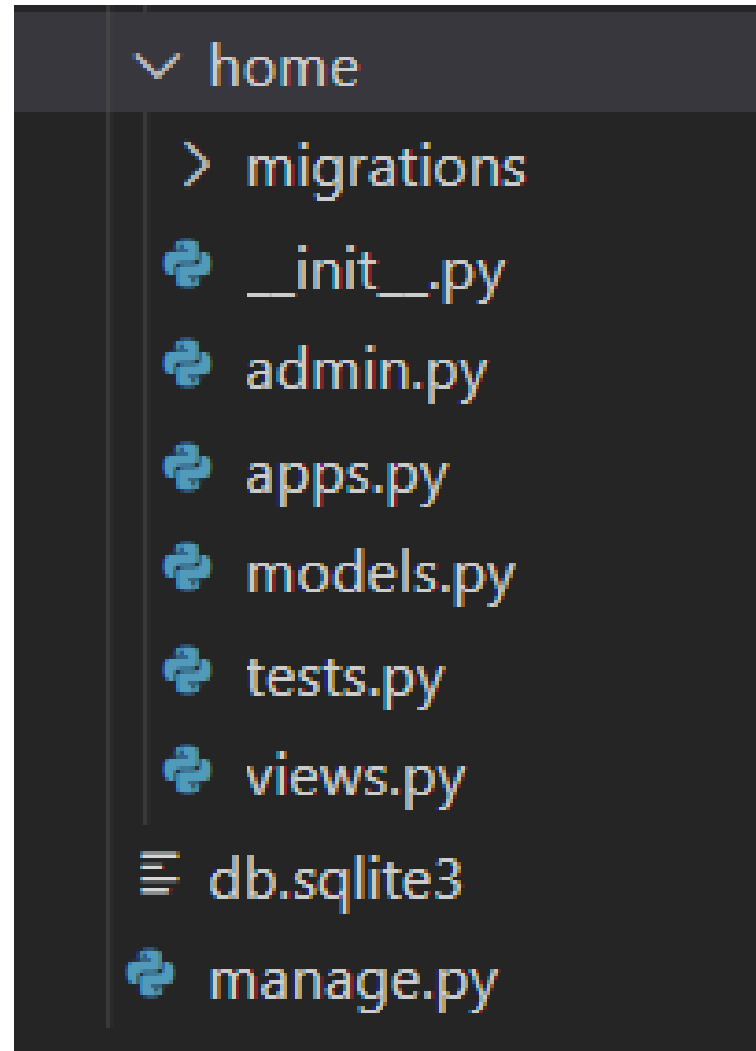 home
migrations
__init__.py
admin.py
apps.py
models.py
tests.py
views.py
db.sqlite3
manage.py